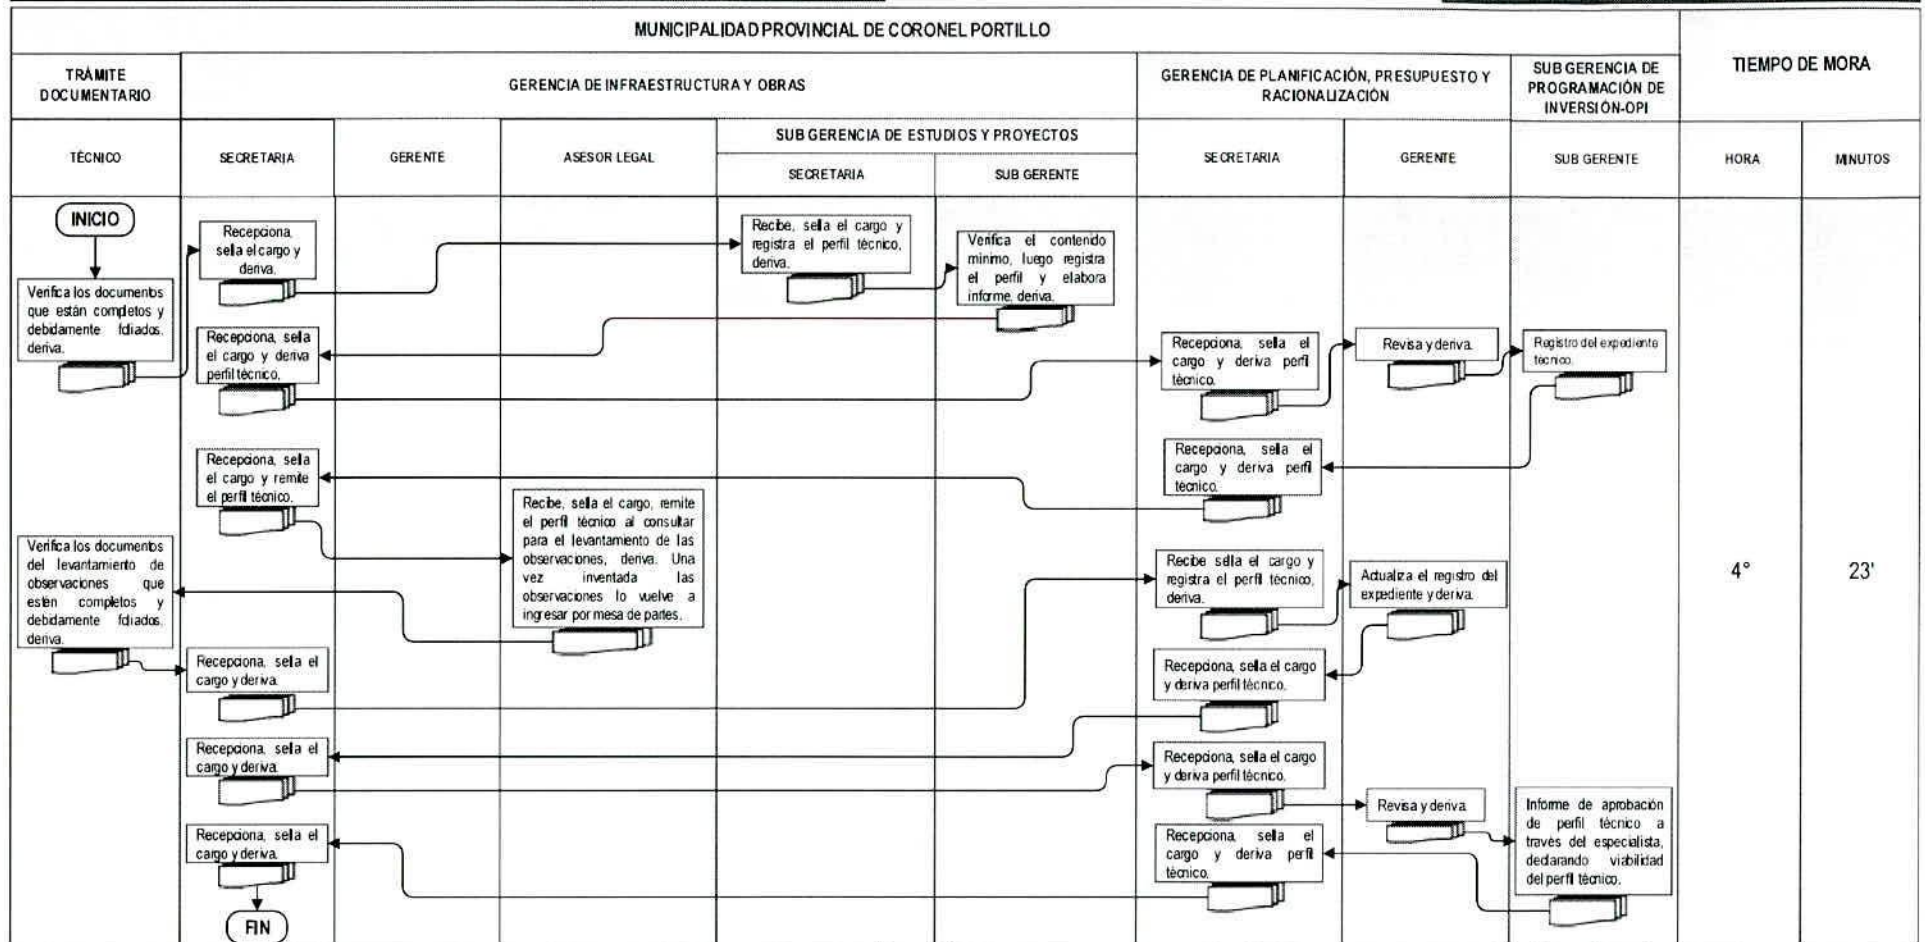 MUNICIPALIDAD PROVINCIAL DE CORONEL PORTILLO
TIEMPO DE MORA
TRÁMITE
DOCUMENTARIO
GERENCIA DE INFRAESTRUCTURA Y OBRAS
GERENCIA DE PLANIFICACIÓN, PRESUPUESTO Y
RACIONALIZACIÓN
SUB GERENCIA DE
PROGRAMACIÓN DE
INVERSIÓN-OPI
TÉCNICO
SECRETARIA
GERENTE
ASESOR LEGAL
SUB GERENCIA DE ESTUDIOS Y PROYECTOS
SECRETARIA
SUB GERENTE
SECRETARIA
GERENTE
SUB GERENTE
HORA
MINUTOS
INICIO
Verifica los documentos
que están completos y
debidamente foliados.
deriva.
Recepciona,
sella el cargo y
deriva.
Recibe, sella el cargo y
registra el perfil técnico,
deriva.
Verifica el contenido
mínimo, luego registra
el perfil y elabora
informe, deriva.
Recepciona, sella
el cargo y deriva
perfil técnico.
Recepciona, sella el
cargo y deriva perfil
técnico.
Revisa y deriva.
Registro del expediente
técnico.
Recepciona, sella el
cargo y deriva perfil
técnico.
Recepciona, sella
el cargo y remite
el perfil técnico.
Recibe, sella el cargo, remite
el perfil técnico al consultar
para el levantamiento de las
observaciones, deriva. Una
vez inventada las
observaciones lo vuelve a
ingresar por mesa de partes.
Verifica los documentos
del levantamiento de
observaciones que
estén completos y
debidamente foliados.
deriva.
Recepciona, sella el
cargo y deriva.
Recibe sella el cargo y
registra el perfil técnico,
deriva.
Actualiza el registro del
expediente y deriva.
4°
23'
Recepciona, sella el cargo
y deriva perfil técnico.
Recepciona, sella el
cargo y deriva.
Recepciona, sella el cargo
y deriva perfil técnico.
Revisa y deriva.
Informe de aprobación
de perfil técnico a
través del especialista,
declarando viabilidad
del perfil técnico.
Recepciona, sella el
cargo y deriva perfil
técnico.
Recepciona, sella el
cargo y deriva.
FIN